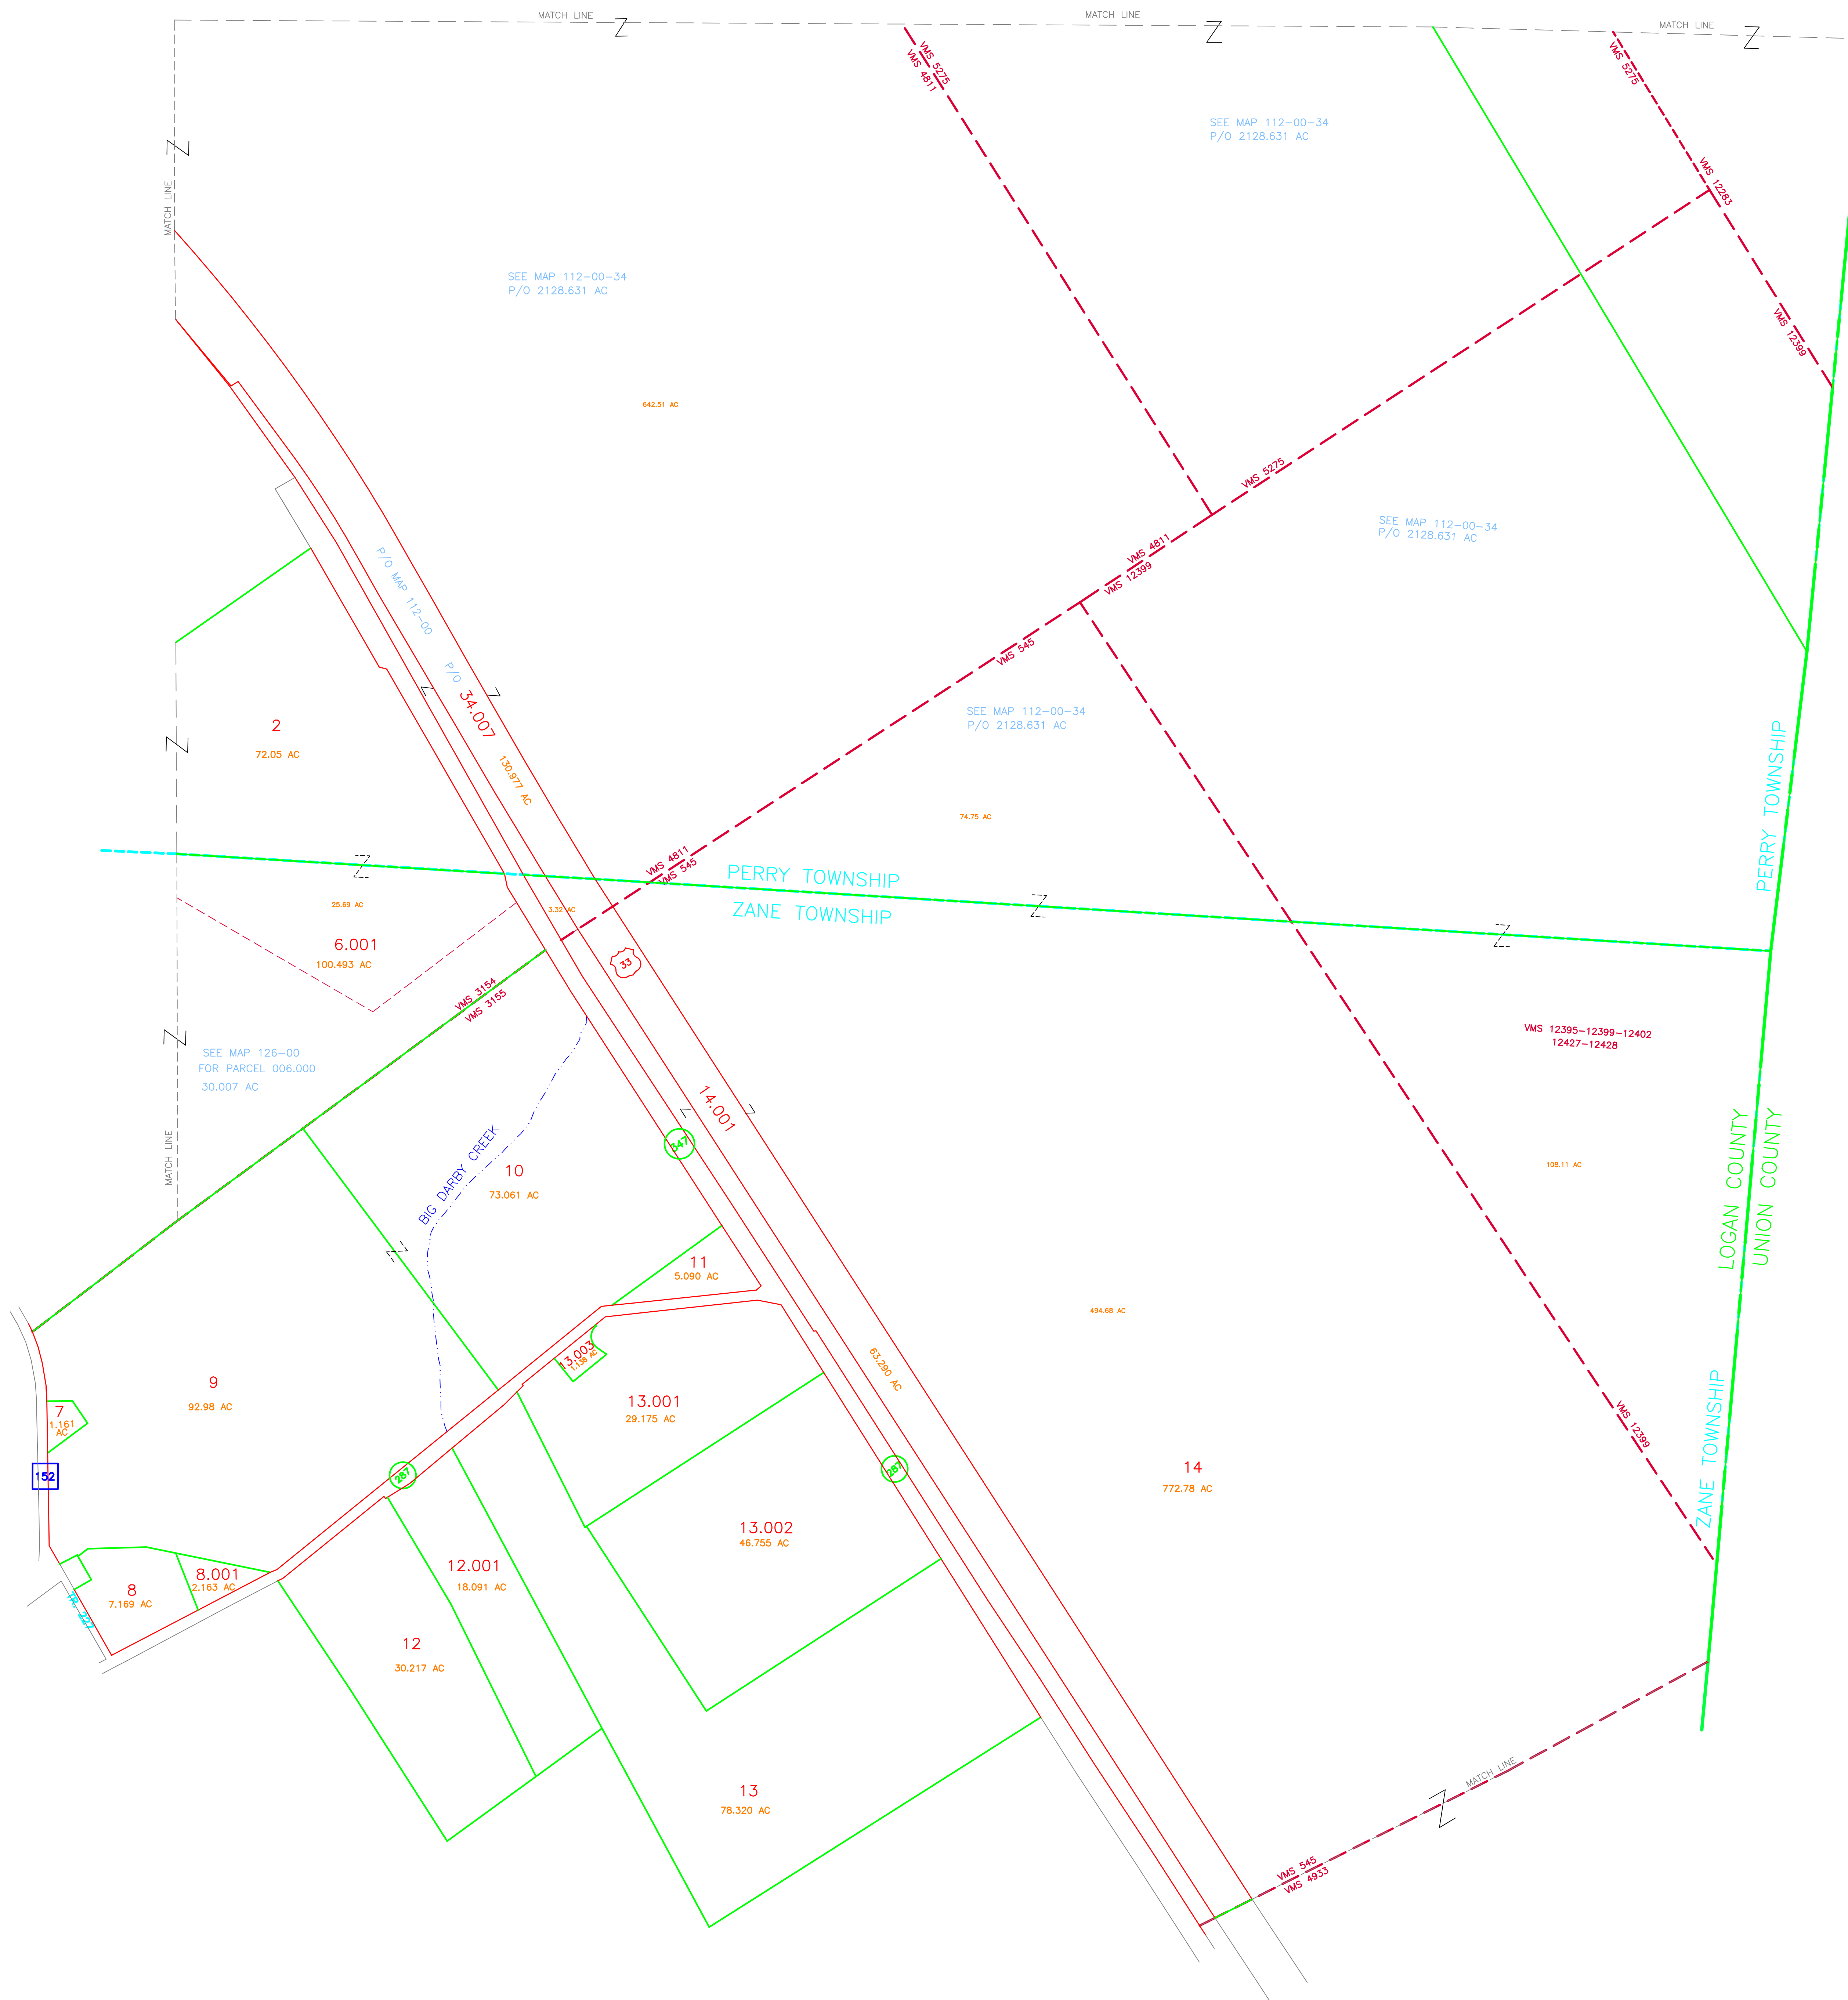 MATCH LINE
MATCH LINE
MATCH LINE
VMS 5275
VMS 4811
VMS 5275
SEE MAP 112-00-34
P/O 2128.631 AC
MATCH LINE
VMS 12283
SEE MAP 112-00-34
P/O 2128.631 AC
VMS 12399
642.51 AC
VMS 5275
SEE MAP 112-00-34
P/O 2128.631 AC
VMS 4811
VMS 12399
P/O MAP 112-00
VMS 545
P/O 34.007
130.977 AC
SEE MAP 112-00-34
P/O 2128.631 AC
2
72.05 AC
PERRY TOWNSHIP
74.75 AC
VMS 4811
VMS 545
PERRY TOWNSHIP
ZANE TOWNSHIP
25.69 AC
3.32 AC
6.001
100.493 AC
33
VMS 3154
VMS 3155
VMS 12395-12399-12402
12427-12428
SEE MAP 126-00
FOR PARCEL 006.000
30.007 AC
14.001
MATCH LINE
BIG DARBY CREEK
347
10
73.061 AC
108.11 AC
LOGAN COUNTY
UNION COUNTY
11
5.090 AC
494.68 AC
13.003
1.138 AC
63.290 AC
9
92.98 AC
13.001
29.175 AC
7
1.161
AC
VMS 12399
ZANE TOWNSHIP
152
287
287
14
772.78 AC
13.002
46.755 AC
12.001
18.091 AC
8.001
2.163 AC
8
7.169 AC
TR. 227
12
30.217 AC
MATCH LINE
13
78.320 AC
VMS 545
VMS 4933